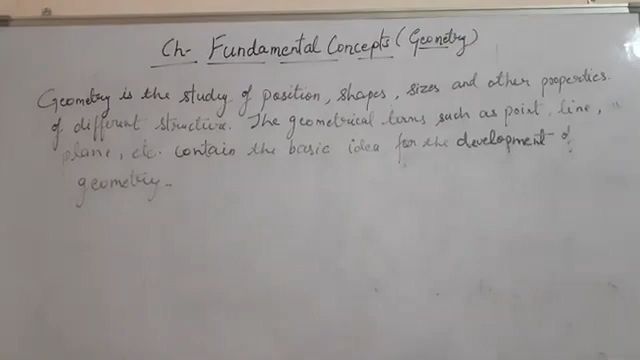 Ch- Fundamental Concepts (Geometry)
Geometry is the study of position, shapes, sizes and other properties
of different structure. The geometrical terms such as point, line,
plane, etc. contain the basic idea for the development of
geometry.